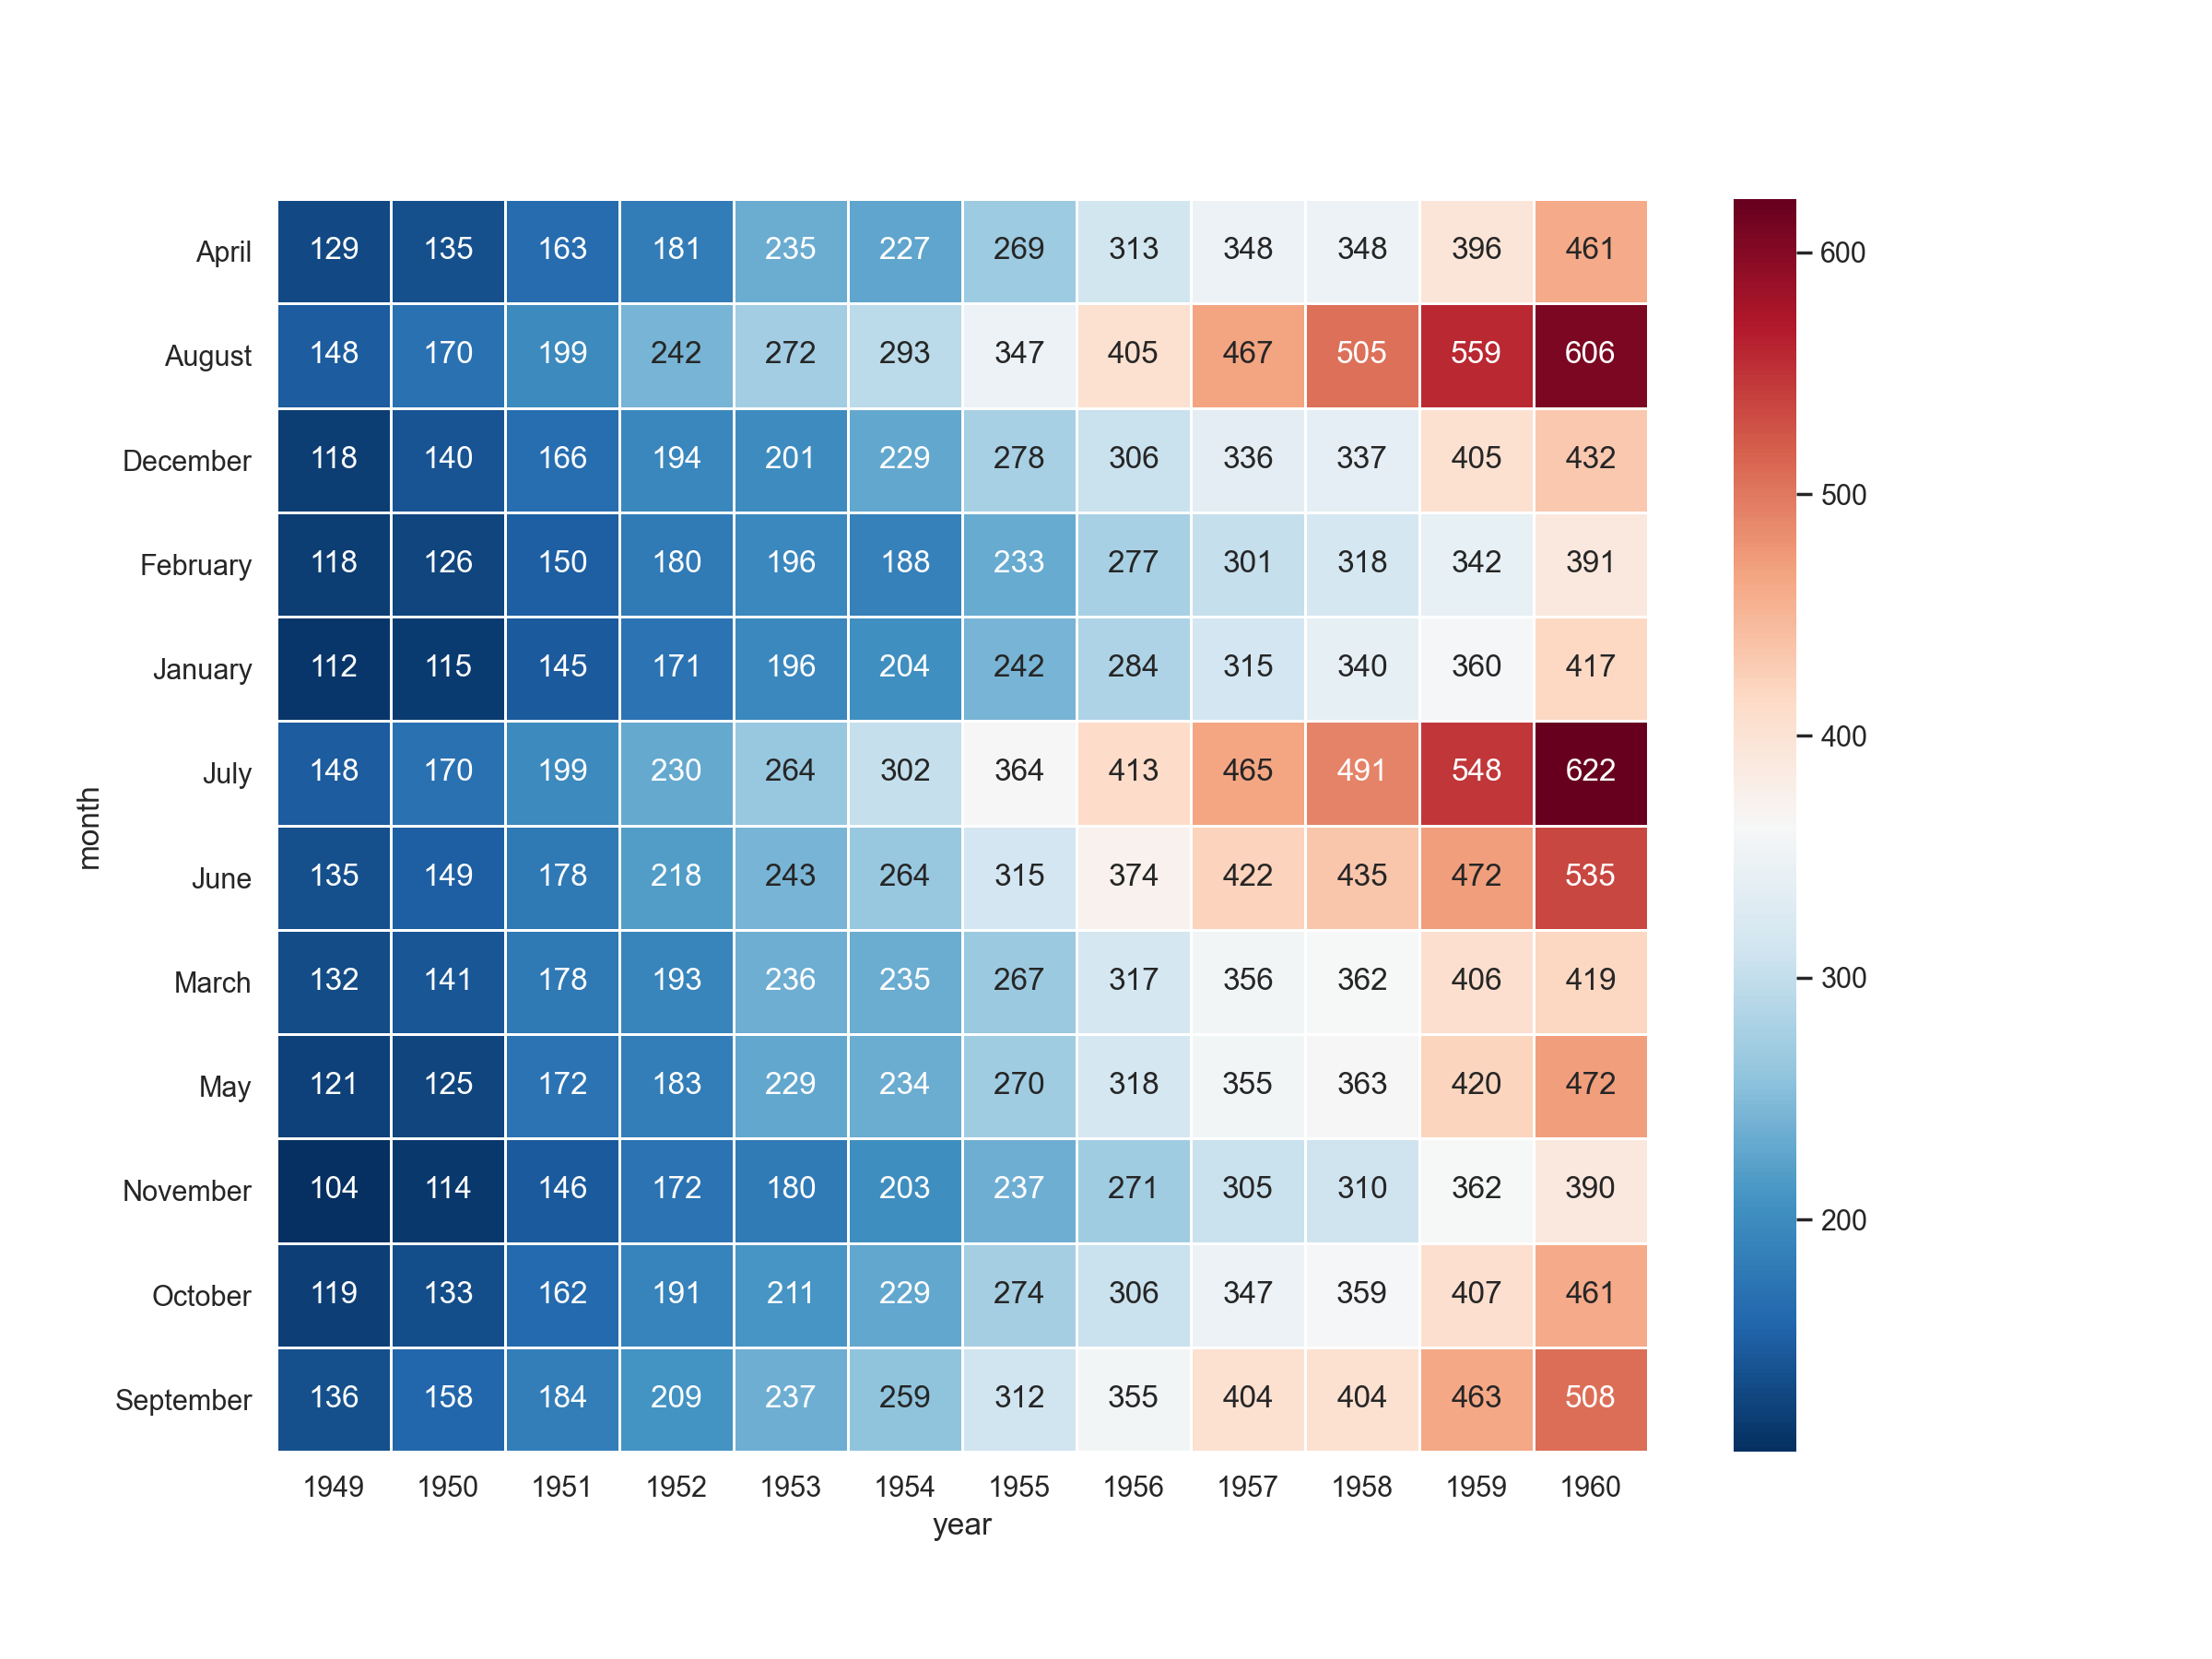 April 129 135 163 181 235 227 269 313 348 348 396 461
August 148 170 199 242 272 293 347 405 467 505 559 606
December 118 140 166 194 201 229 278 306 336 337 405 432
February 118 126 150 180 196 188 233 277 301 318 342 391
January 112 115 145 171 196 204 242 284 315 340 360 417
July 148 170 199 230 264 302 364 413 465 491 548 622
June 135 149 178 218 243 264 315 374 422 435 472 535
March 132 141 178 193 236 235 267 317 356 362 406 419
May 121 125 172 183 229 234 270 318 355 363 420 472
November 104 114 146 172 180 203 237 271 305 310 362 390
October 119 133 162 191 211 229 274 306 347 359 407 461
September 136 158 184 209 237 259 312 355 404 404 463 508
1949 1950 1951 1952 1953 1954 1955 1956 1957 1958 1959 1960
year
month
600
500
400
300
200